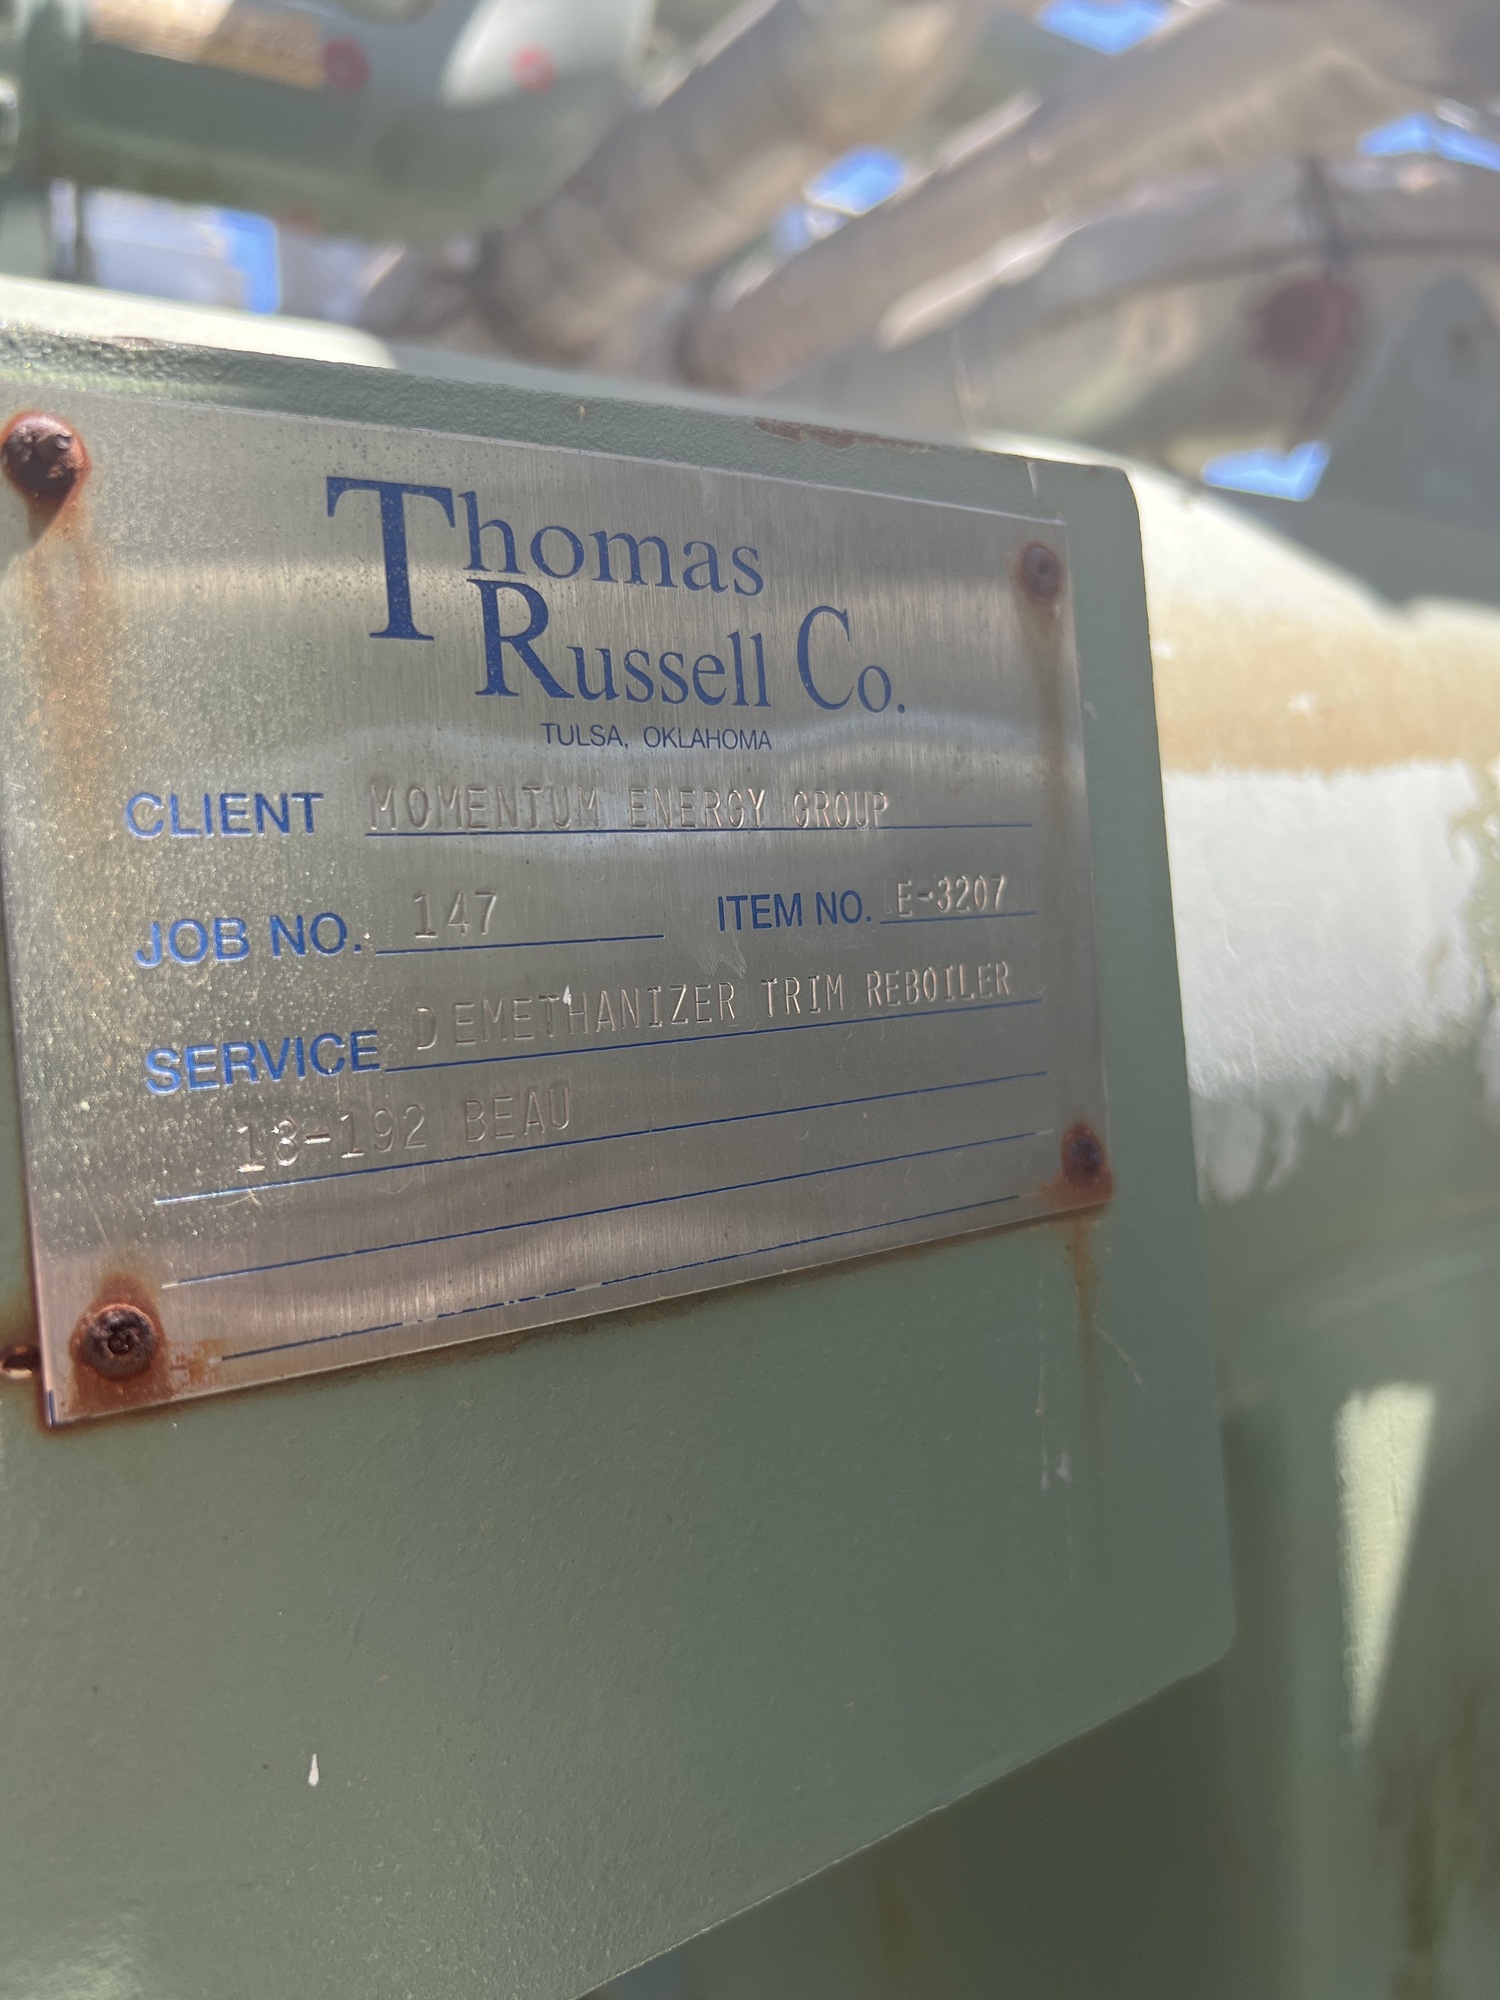 Thomas
Russell Co.
TULSA, OKLAHOMA
CLIENT MOMENTUM ENERGY GROUP
JOB NO. 147 ITEM NO. E-3207
SERVICE DEMETHANIZER TRIM REBOILER
13-192 BEAU